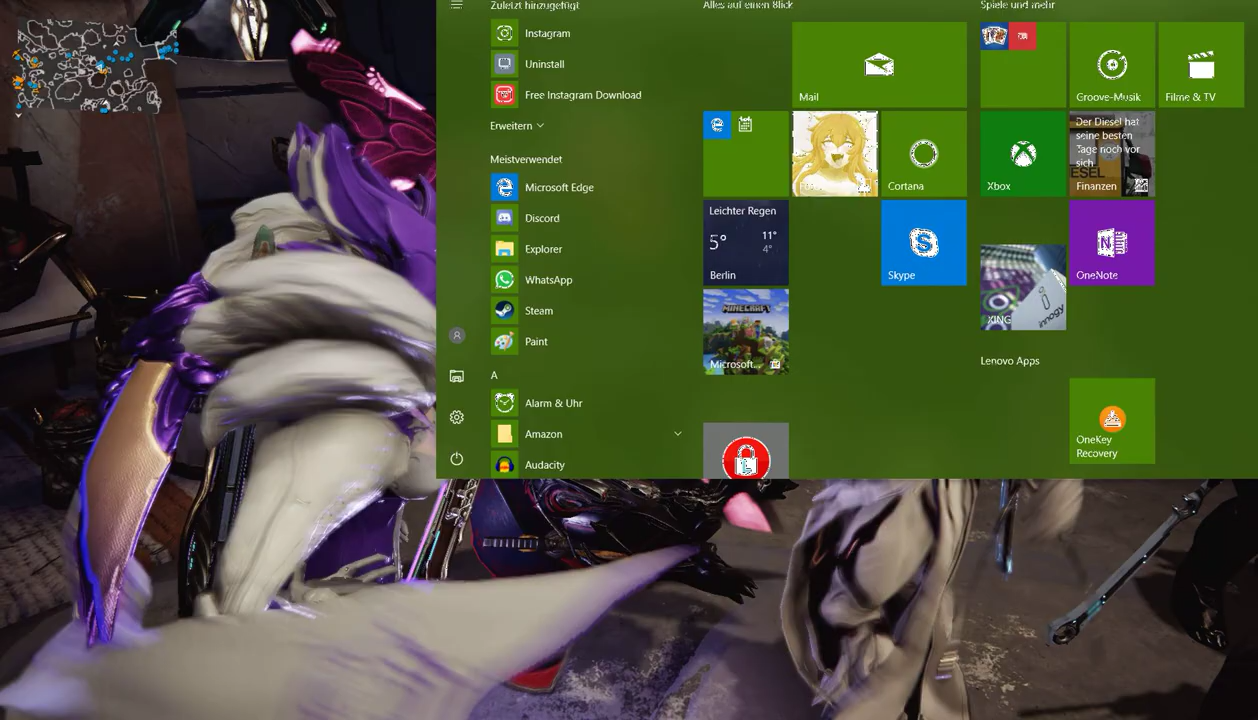 Zuletzt hinzugefügt
Instagram
Uninstall
Free Instagram Download
Erweitern
Meistverwendet
Microsoft Edge
Discord
Explorer
WhatsApp
Steam
Paint
A
Alarm & Uhr
Amazon
Audacity
Alles auf einen Blick
Mail
Cortana
Leichter Regen
5°
11°
4°
Berlin
Skype
MINECRAFT
Microsoft...
Spiele und mehr
Groove-Musik
Filme & TV
Xbox
Der Diesel hat
seine besten
Tage noch vor
sich
ESEL
Finanzen
innogy
XING
OneNote
Lenovo Apps
OneKey
Recovery